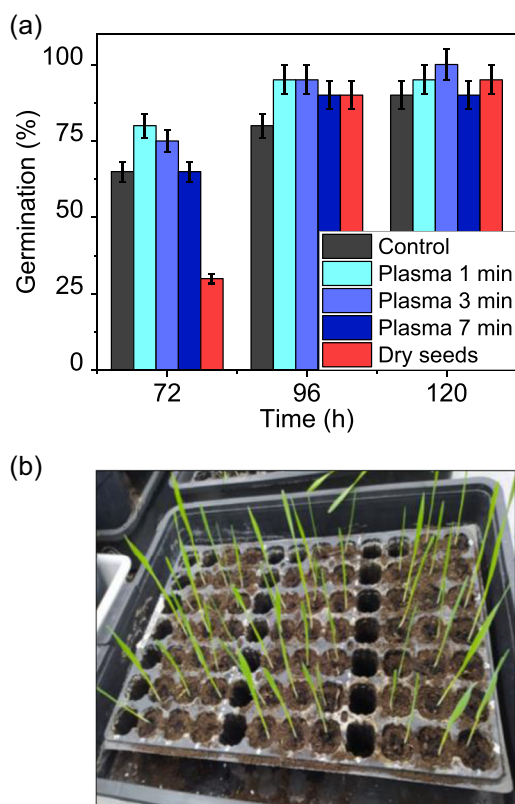 (a)
Germination (%)
100
75
50
25
0
Control
Plasma 1 min
Plasma 3 min
Plasma 7 min
Dry seeds
72
96
120
Time (h)
(b)